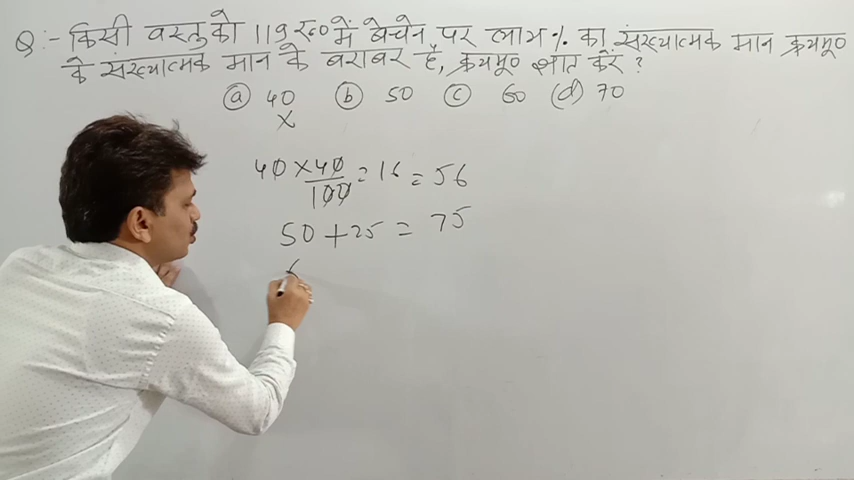 Q:- किसी वस्तु को 119 रु० में बेचने पर लाभ % का संख्यात्मक मान क्रयमू०
के संख्यात्मक मान के बराबर है, क्रयमू० ज्ञात करें ?
(a) 40 (b) 50 (c) 60 (d) 70
X
40 × 40/100 = 16 = 56
50 + 25 = 75
6